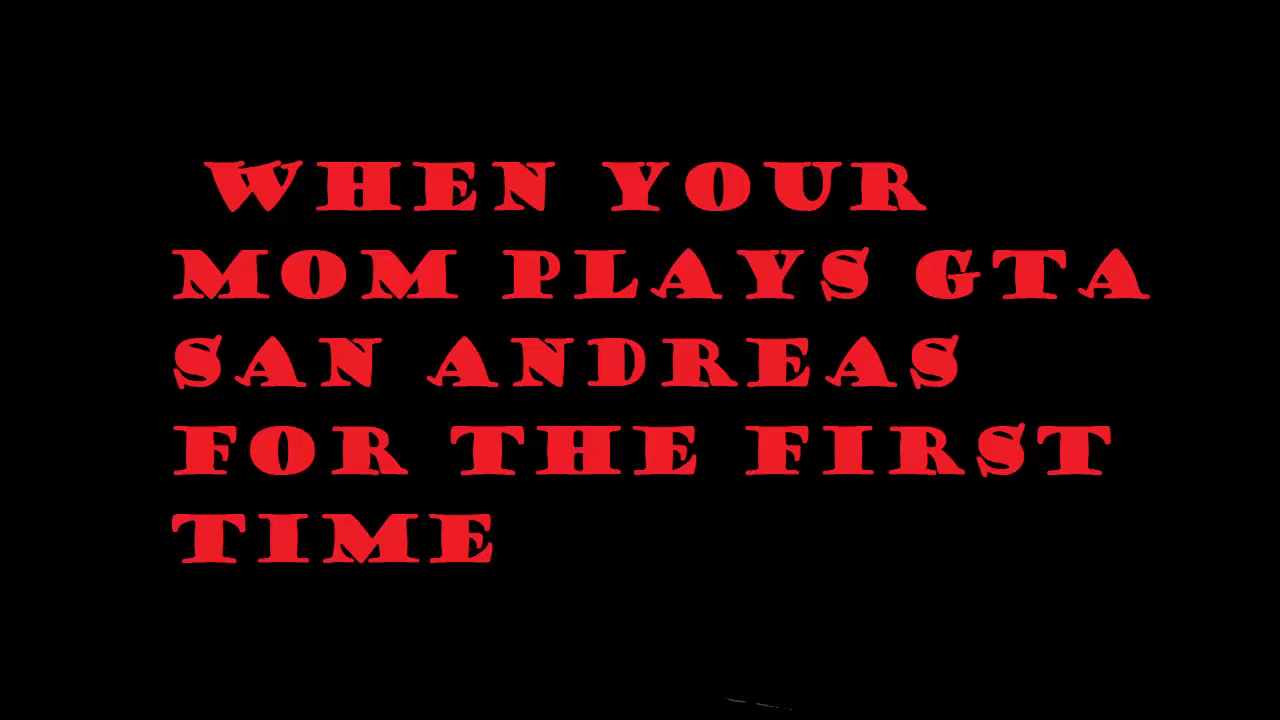 WHEN YOUR
MOM PLAYS GTA
SAN ANDREAS
FOR THE FIRST
TIME